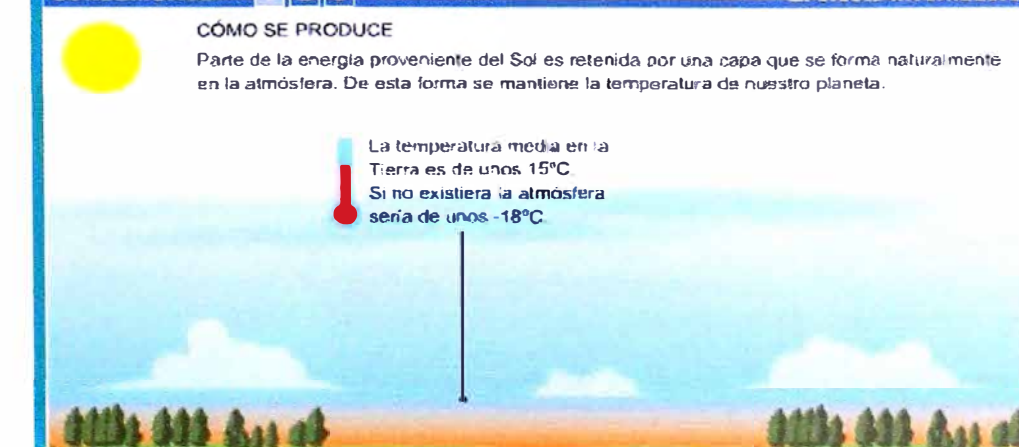 CÓMO SE PRODUCE
Parte de la energía proveniente del Sol es retenida por una capa que se forma naturalmente
en la atmósfera. De esta forma se mantiene la temperatura de nuestro planeta.
La temperatura media en la
Tierra es de unos 15°C
Si no existiera la atmósfera
sería de unos -18°C